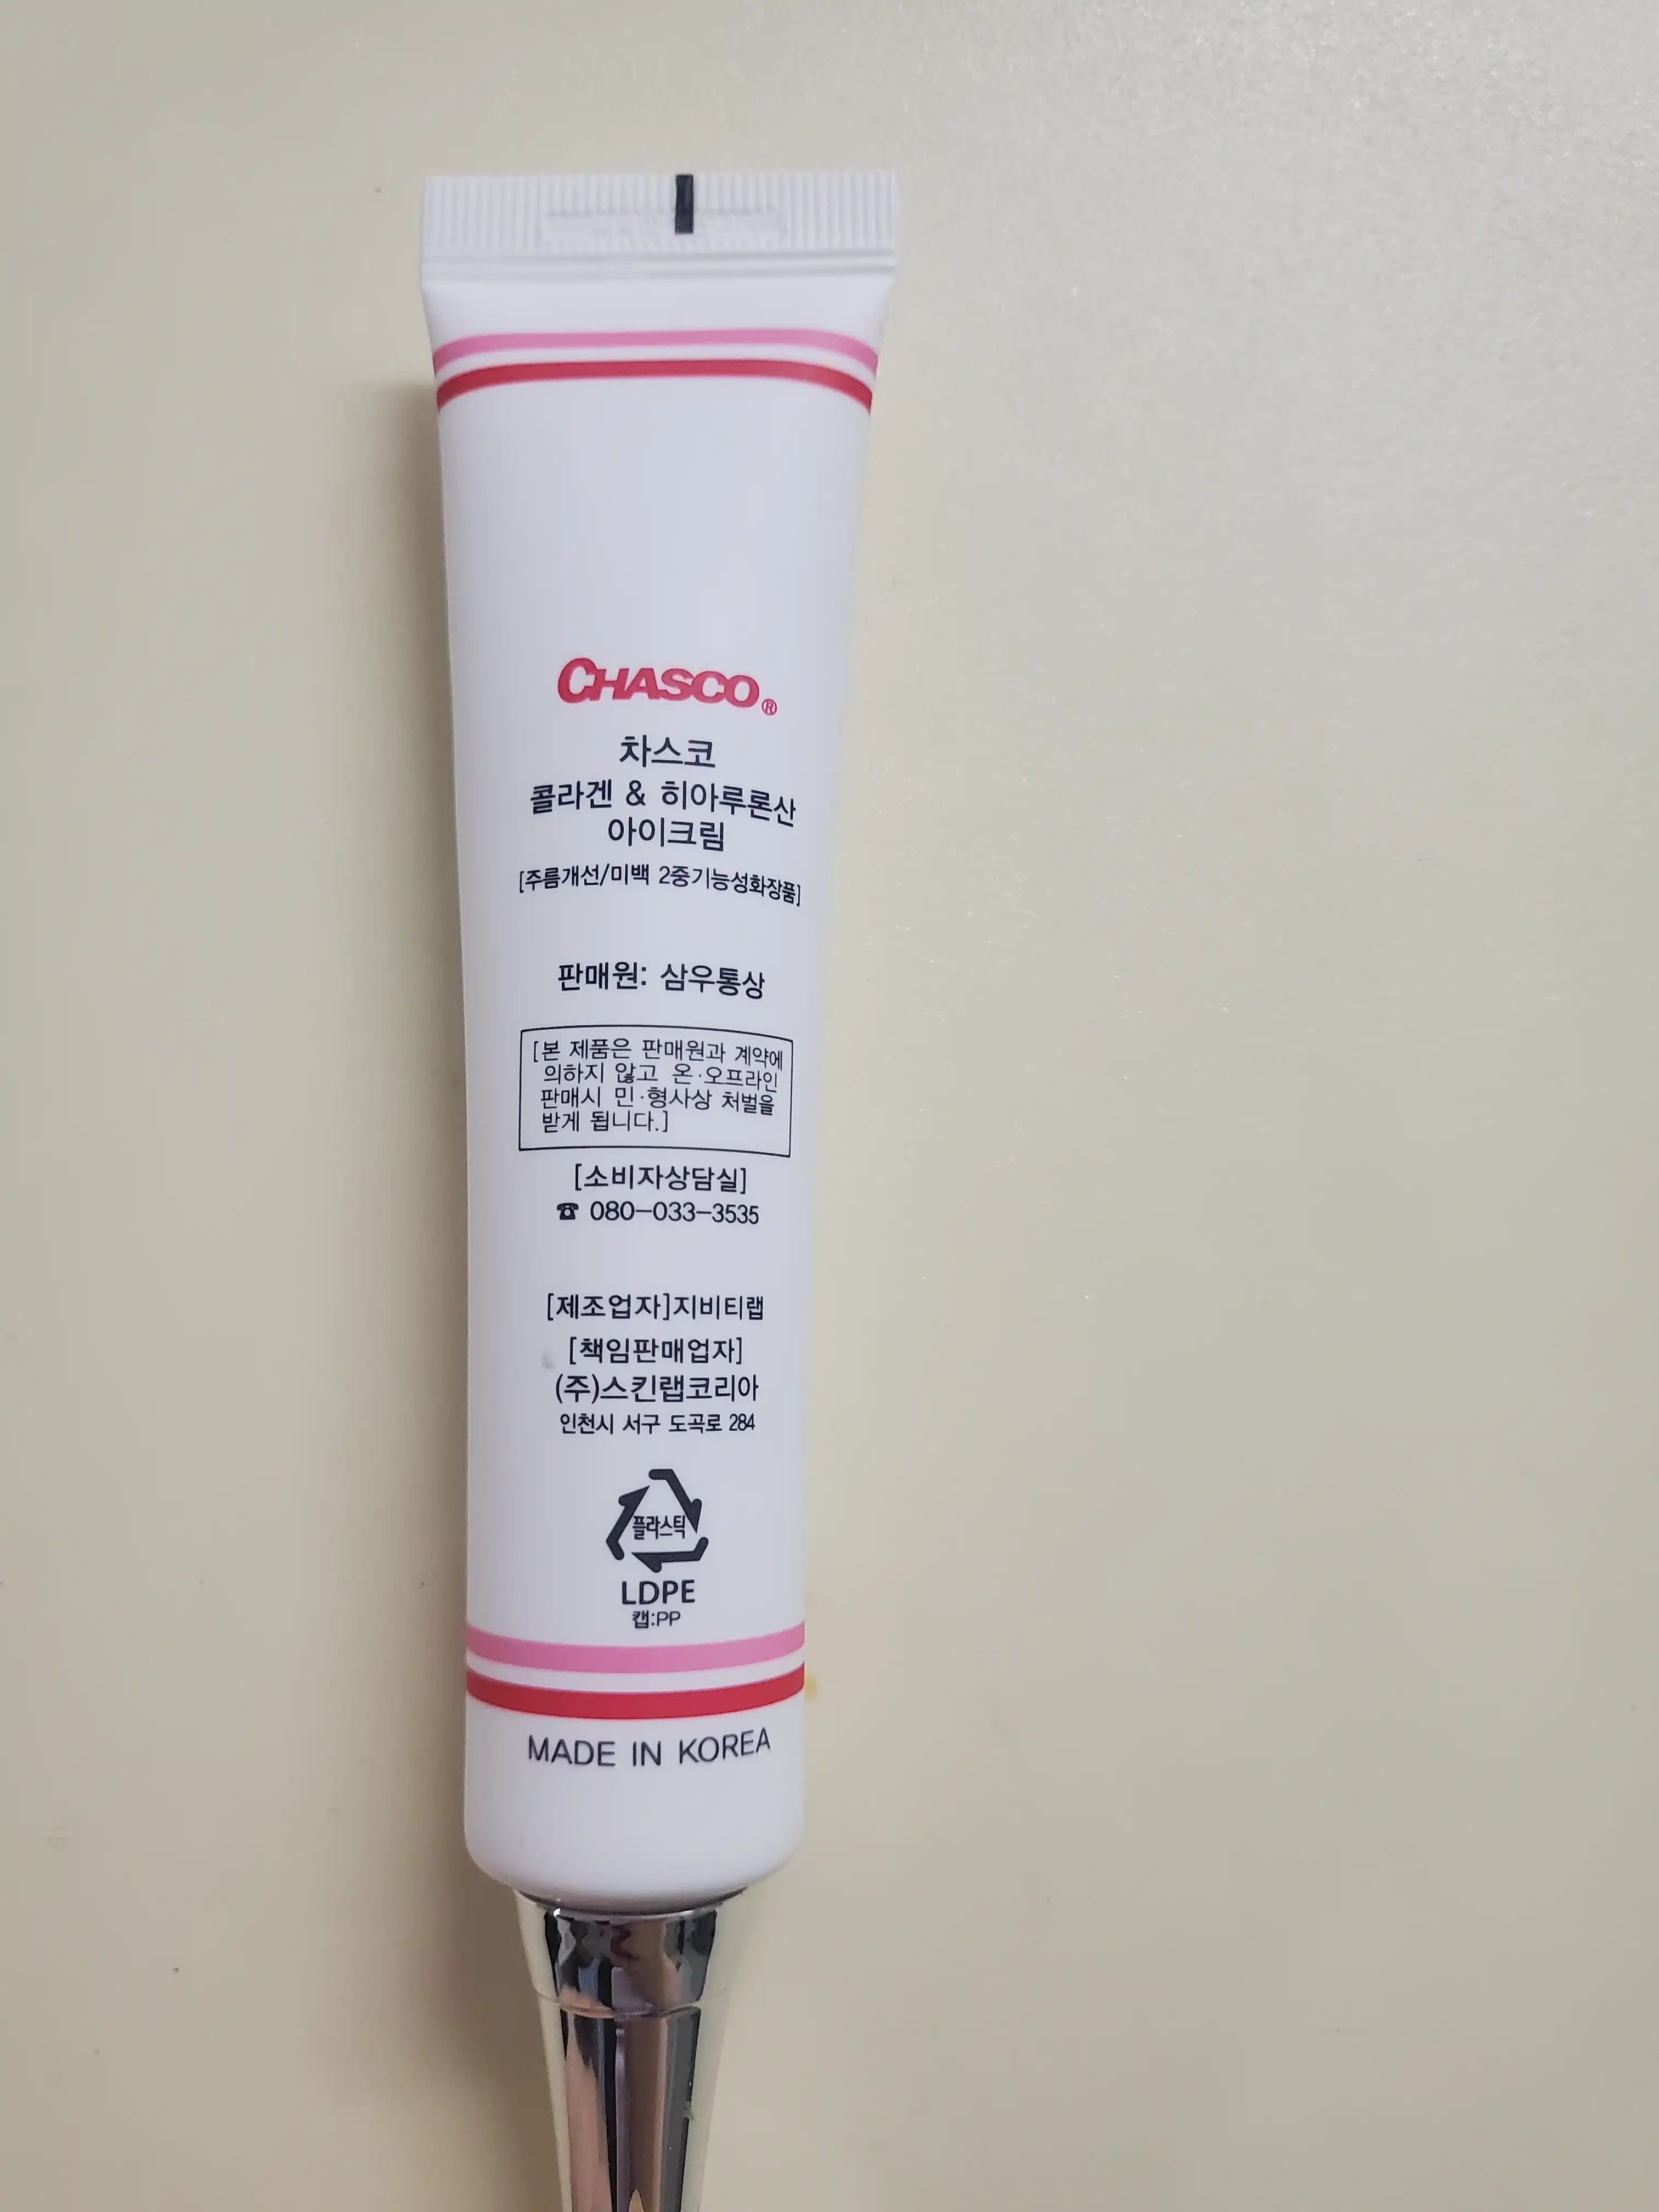 CHASCO®
차스코
콜라겐 & 히아루론산
아이크림
[주름개선/미백 2중기능성화장품]
판매원: 삼우통상
[본 제품은 판매원과 계약에
의하지 않고 온·오프라인
판매시 민·형사상 처벌을
받게 됩니다.]
[소비자상담실]
☎ 080-033-3535
[제조업자]지비티랩
[책임판매업자]
(주)스킨랩코리아
인천시 서구 도곡로 284
플라스틱
LDPE
캡:PP
MADE IN KOREA